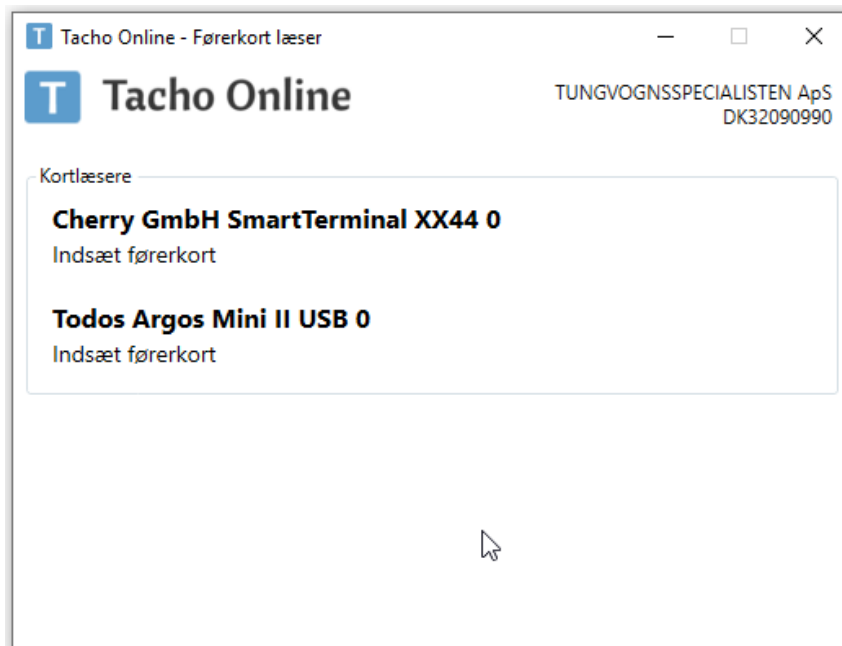 T Tacho Online - Førerkort læser
T Tacho Online
TUNGVOGNSSPECIALISTEN ApS
DK32090990
Kortlæsere
Cherry GmbH SmartTerminal XX44 0
Indsæt førerkort
Todos Argos Mini II USB 0
Indsæt førerkort